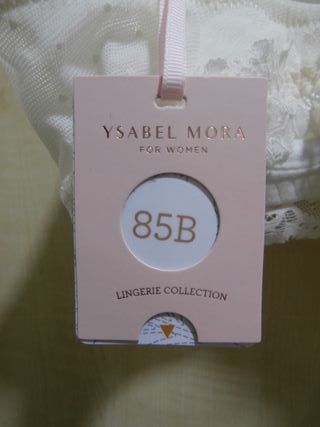 YSABEL MORA
FOR WOMEN
85B
LINGERIE COLLECTION